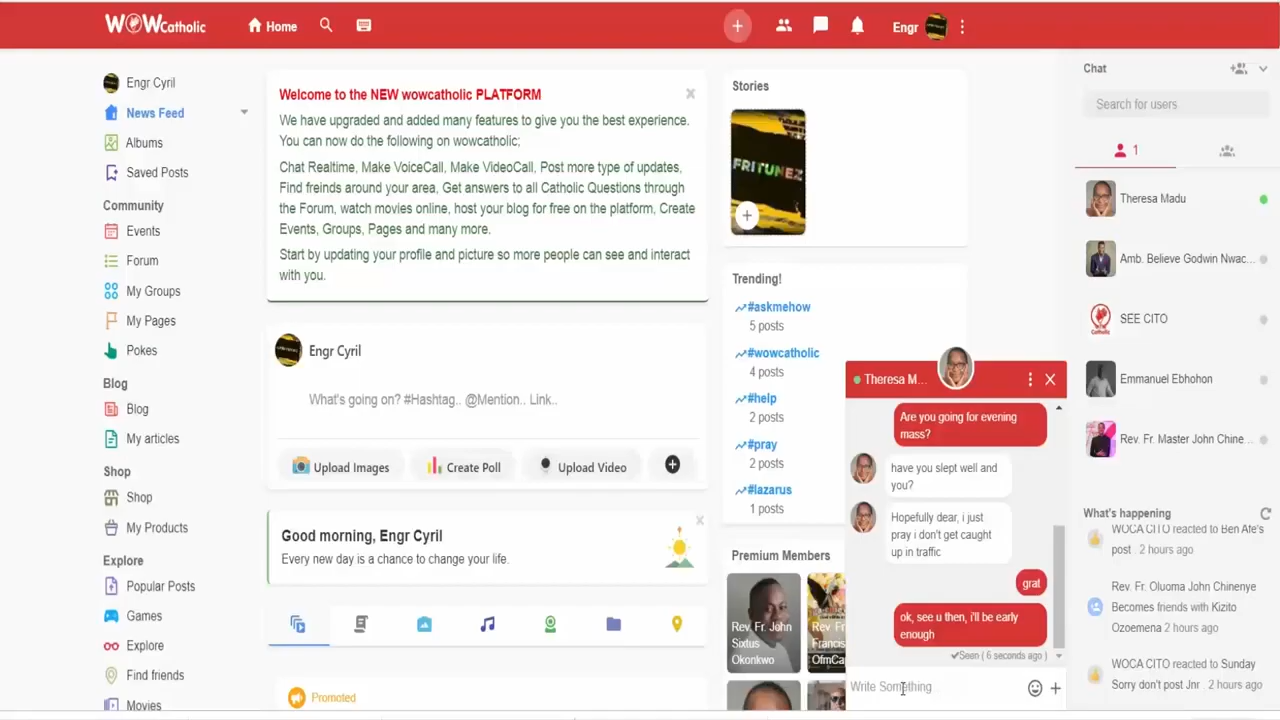 WOWCatholic
Home
Engr
Engr Cyril
News Feed
Albums
Saved Posts
Community
Events
Forum
My Groups
My Pages
Pokes
Blog
Blog
My articles
Shop
Shop
My Products
Explore
Popular Posts
Games
Explore
Find friends
Movies
Welcome to the NEW wowcatholic PLATFORM
We have upgraded and added many features to give you the best experience.
You can now do the following on wowcatholic;
Chat Realtime, Make VoiceCall, Make VideoCall, Post more type of updates,
Find freinds around your area, Get answers to all Catholic Questions through
the Forum, watch movies online, host your blog for free on the platform, Create
Events, Groups, Pages and many more.
Start by updating your profile and picture so more people can see and interact
with you.
Engr Cyril
What's going on? #Hashtag.. @Mention.. Link..
Upload Images
Create Poll
Upload Video
Good morning, Engr Cyril
Every new day is a chance to change your life.
Promoted
Stories
FRITUNEZ
Trending!
#askmehow
5 posts
#wowcatholic
4 posts
#help
2 posts
#pray
2 posts
#lazarus
1 posts
Premium Members
Rev. Fr. John
Sixtus
Okonkwo
Rev Fr
Francis
OfmCa
Theresa M...
Are you going for evening
mass?
have you slept well and
you?
Hopefully dear, i just
pray i don't get caught
up in traffic
grat
ok, see u then, i'll be early
enough
Seen ( 6 seconds ago )
Write Something
Chat
Search for users
1
Theresa Madu
Amb. Believe Godwin Nwac...
SEE CITO
Emmanuel Ebhohon
Rev. Fr. Master John Chine...
What's happening
WOCA CITO reacted to Ben Afe's
post . 2 hours ago
Rev. Fr. Oluoma John Chinenye
Becomes friends with Kizito
Ozoemena 2 hours ago
WOCA CITO reacted to Sunday
Sorry don't post Jnr . 2 hours ago